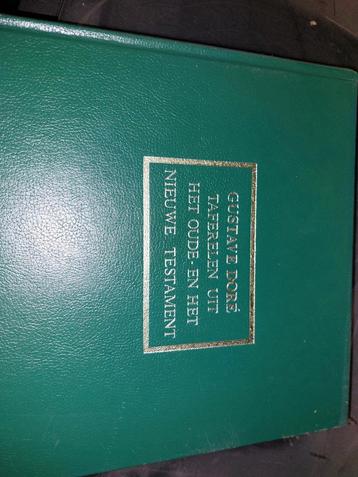 GUSTAVE DORÉ
TAFERELEN UIT
HET OUDE- EN HET
NIEUWE TESTAMENT